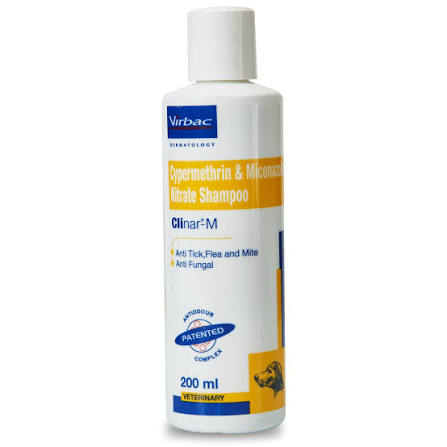 Virbac
DERMATOLOGY
Cypermethrin & Miconazo
Nitrate Shampoo
Clinar-M
Anti Tick,Flea and Mite
Anti Fungal
ANTIODOUR
PATENTED
COMPLEX
200 ml
VETERINARY